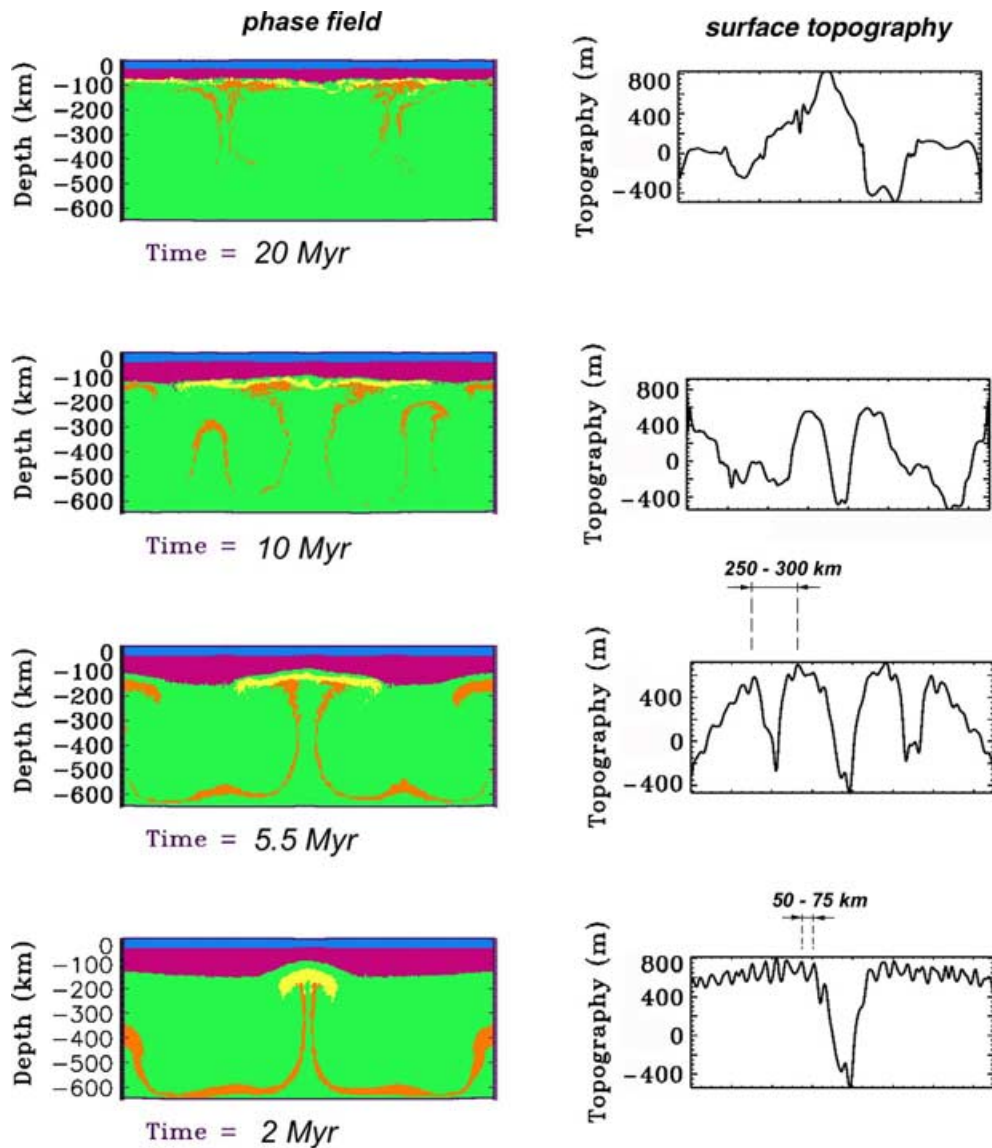 phase field
surface topography
Depth (km)
0
-100
-200
-300
-400
-500
-600
Time = 20 Myr
Topography (m)
800
400
0
-400
Depth (km)
0
-100
-200
-300
-400
-500
-600
Time = 10 Myr
Topography (m)
800
400
0
-400
250 - 300 km
Depth (km)
0
-100
-200
-300
-400
-500
-600
Time = 5.5 Myr
Topography (m)
400
0
-400
50 - 75 km
Depth (km)
0
-100
-200
-300
-400
-500
-600
Time = 2 Myr
Topography (m)
800
400
0
-400